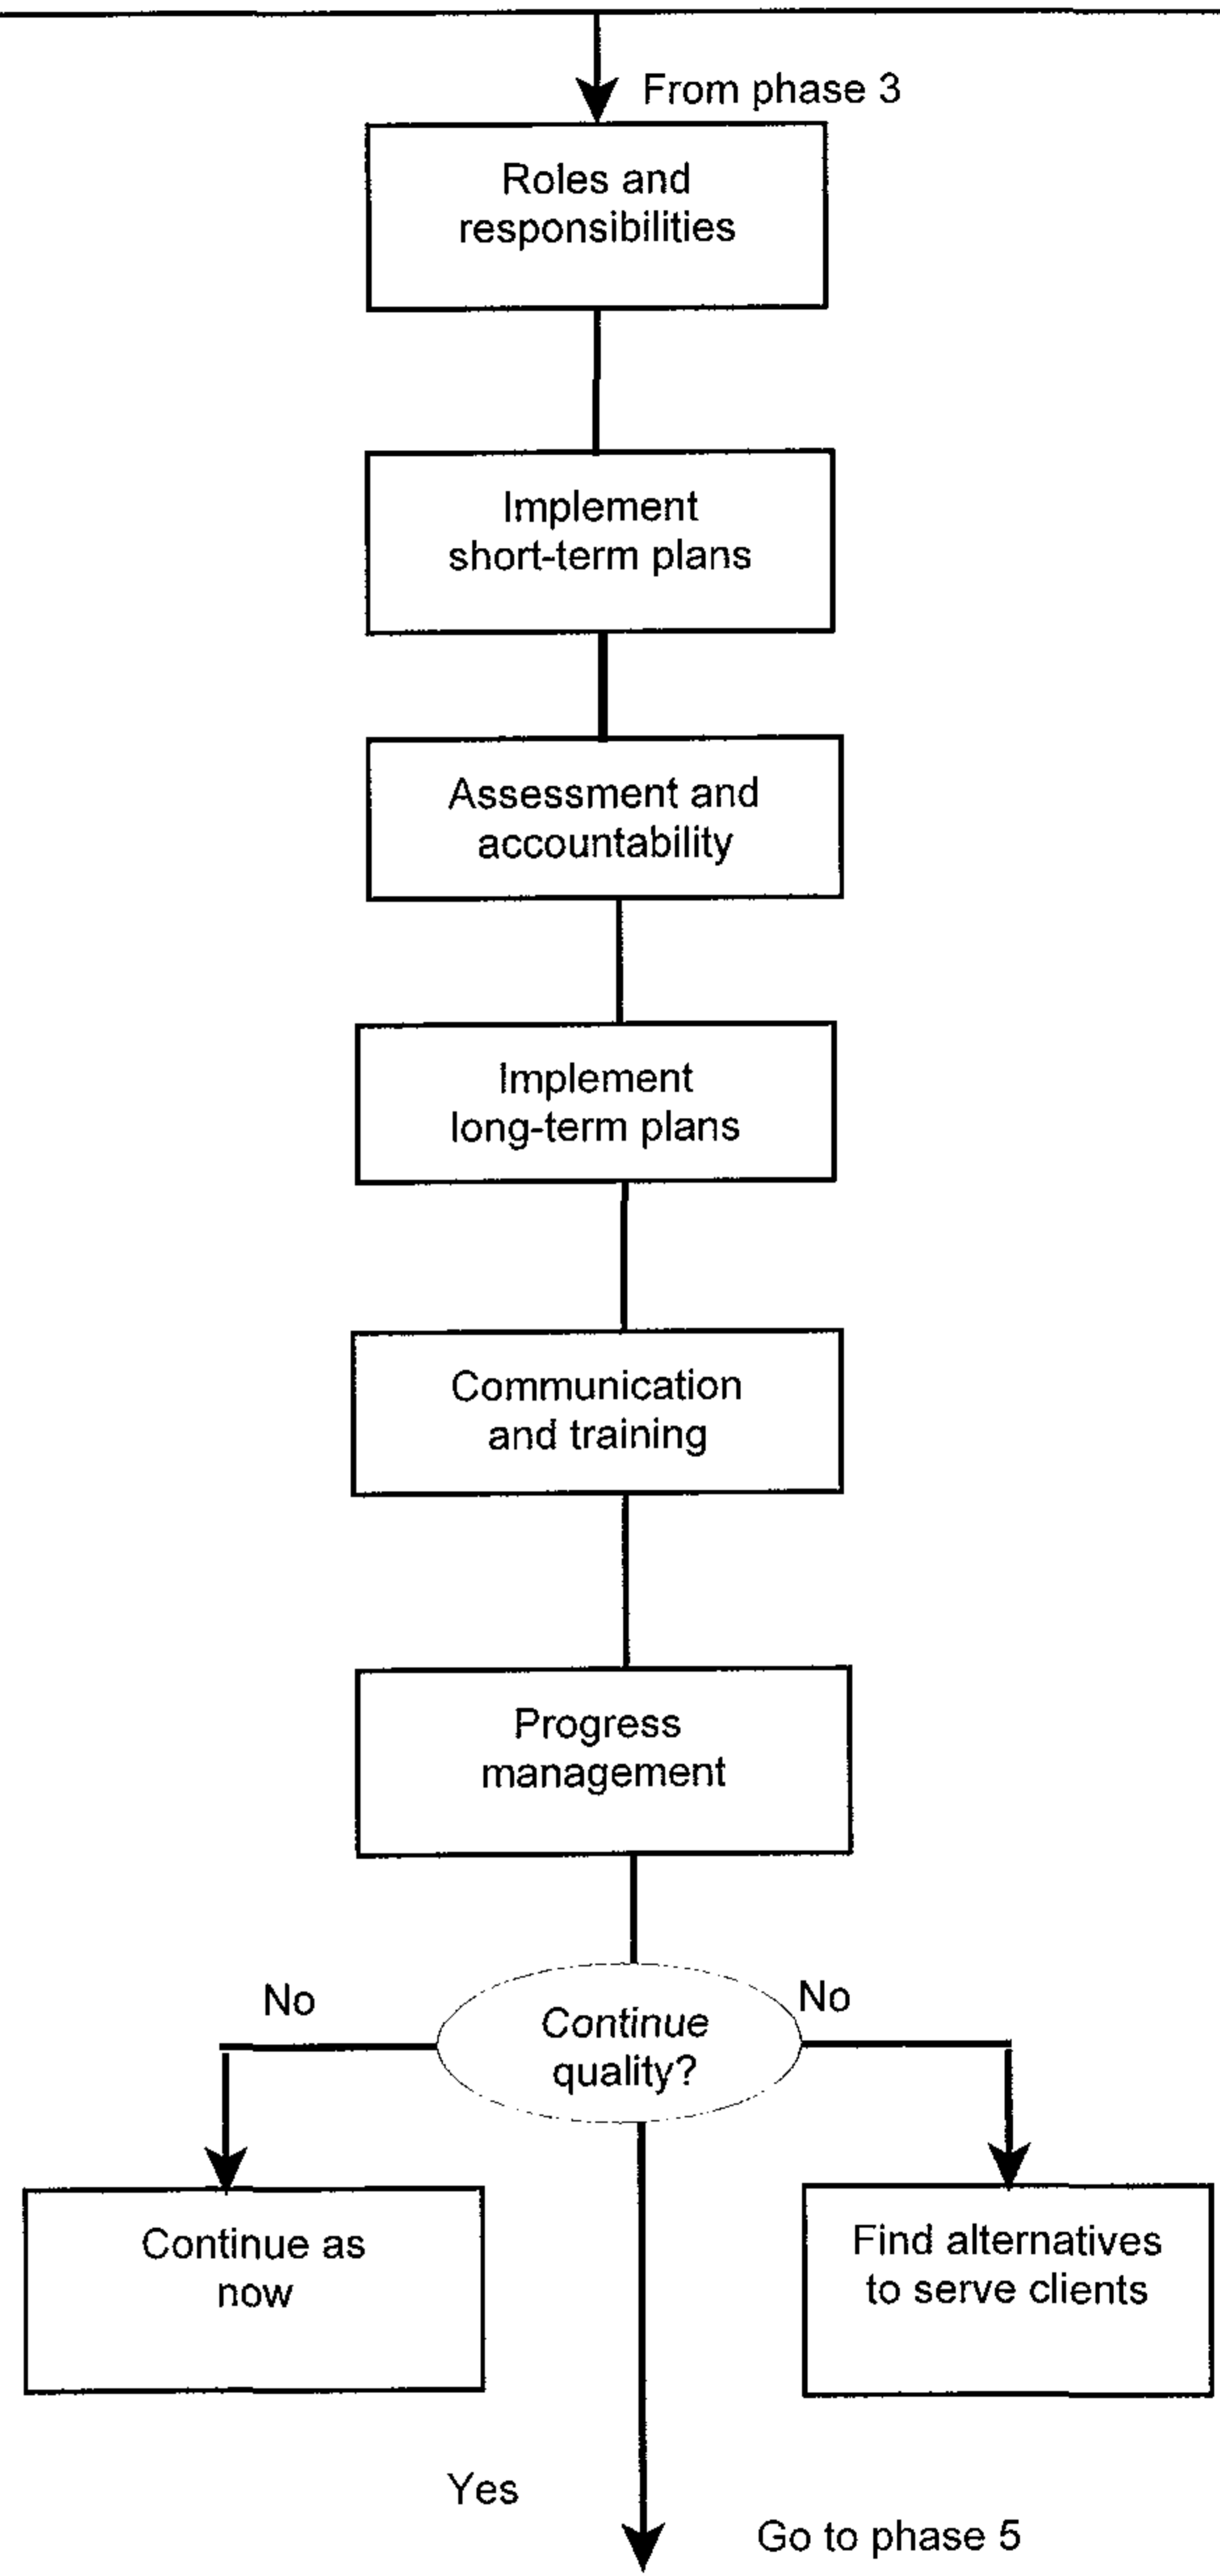 From phase 3
Roles and
responsibilities
Implement
short-term plans
Assessment and
accountability
Implement
long-term plans
Communication
and training
Progress
management
No
Continue
quality?
No
Continue as
now
Find alternatives
to serve clients
Yes
Go to phase 5